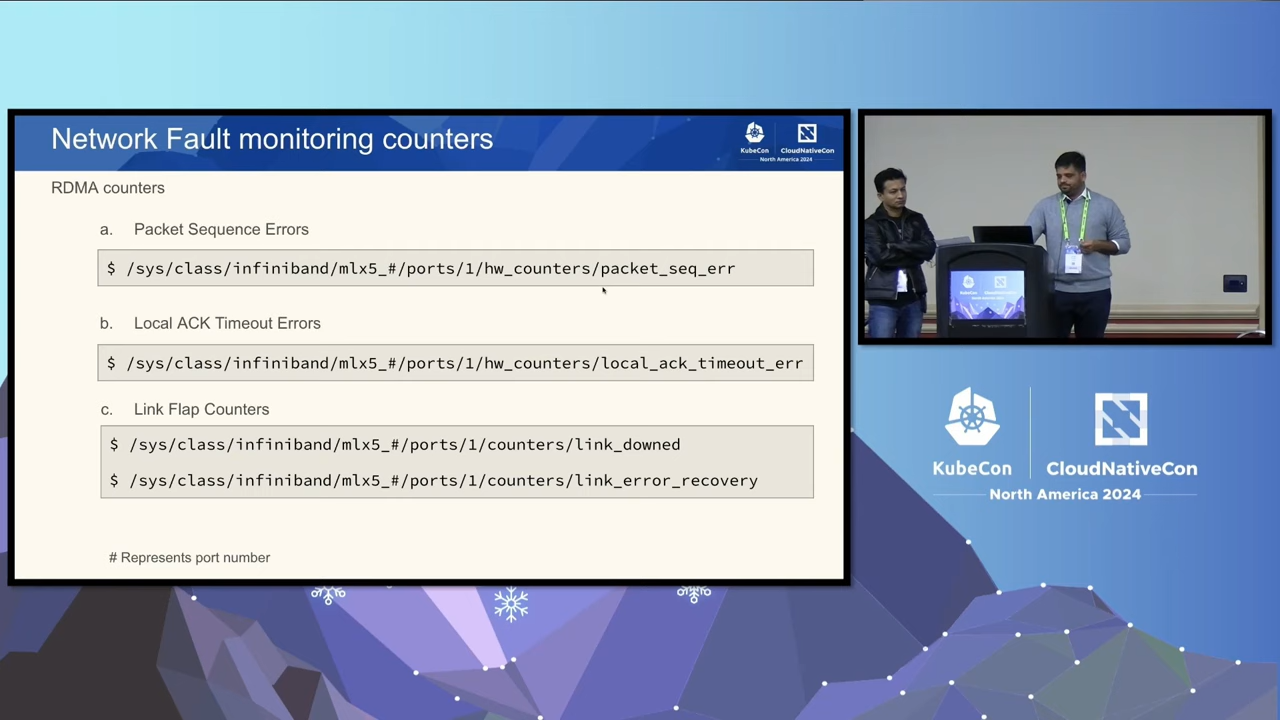 Network Fault monitoring counters
KubeCon
CloudNativeCon
North America 2024
RDMA counters
a. Packet Sequence Errors
$ /sys/class/infiniband/mlx5_#/ports/1/hw_counters/packet_seq_err
b. Local ACK Timeout Errors
$ /sys/class/infiniband/mlx5_#/ports/1/hw_counters/local_ack_timeout_err
c. Link Flap Counters
$ /sys/class/infiniband/mlx5_#/ports/1/counters/link_downed
$ /sys/class/infiniband/mlx5_#/ports/1/counters/link_error_recovery
# Represents port number
KubeCon
CloudNativeCon
KubeCon
CloudNativeCon
North America 2024